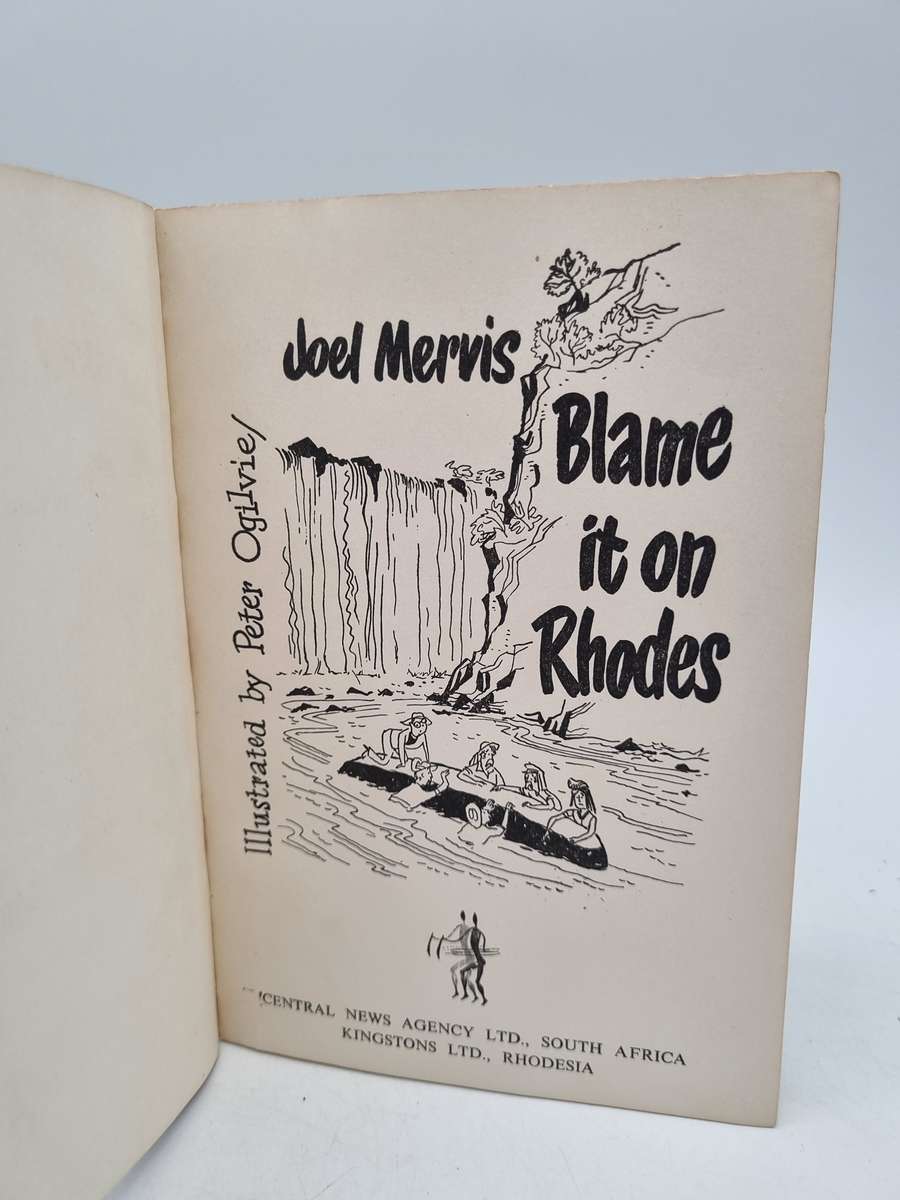 Joel Mervis
Blame
it on
Rhodes
Illustrated by Peter Ogilvie/
CENTRAL NEWS AGENCY LTD., SOUTH AFRICA
KINGSTONS LTD., RHODESIA